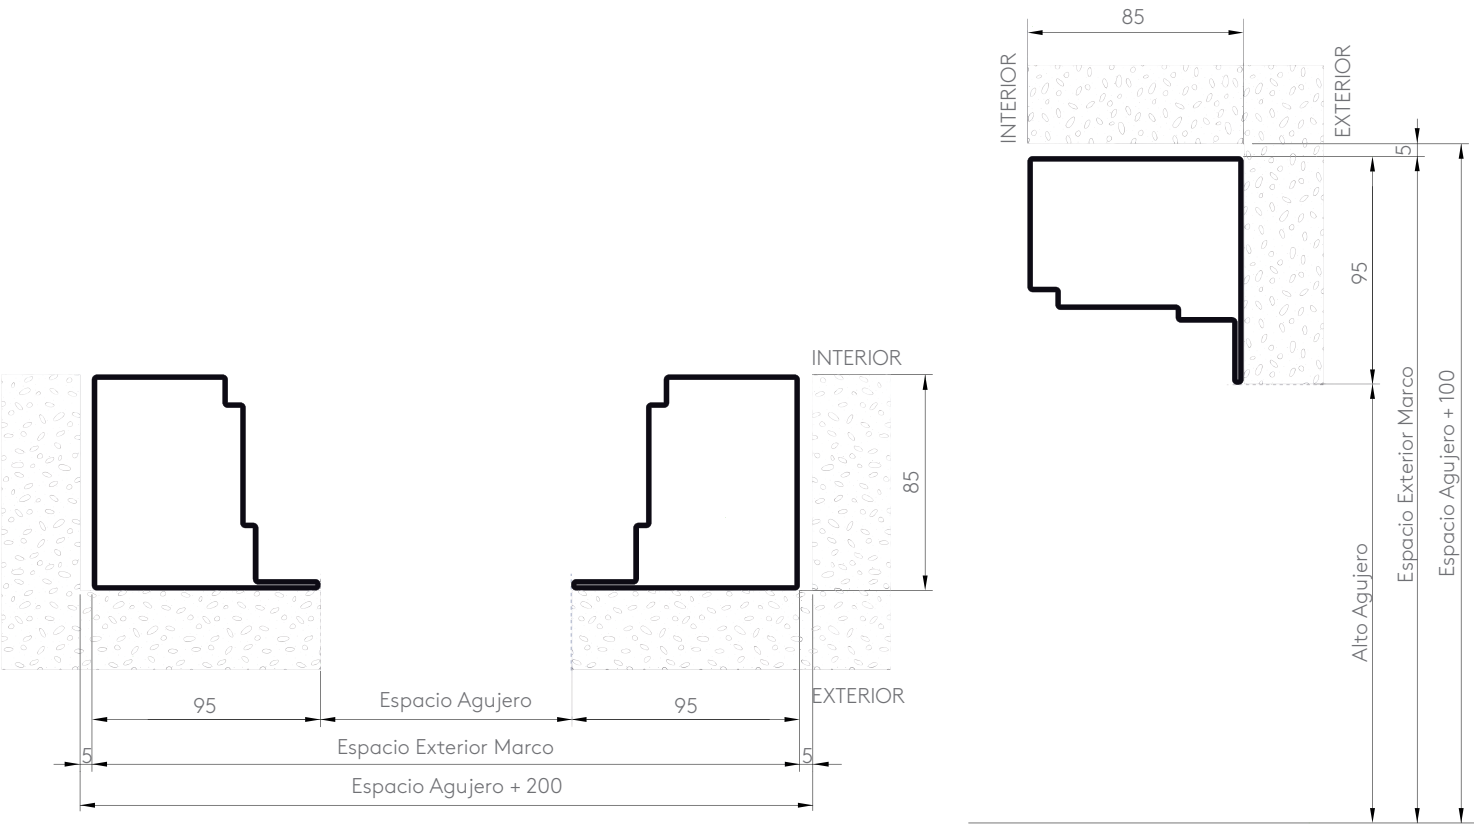 85
INTERIOR
EXTERIOR
5
95
Alto Agujero
Espacio Exterior Marco
Espacio Agujero + 100
INTERIOR
85
EXTERIOR
95
Espacio Agujero
95
5
Espacio Exterior Marco
5
Espacio Agujero + 200